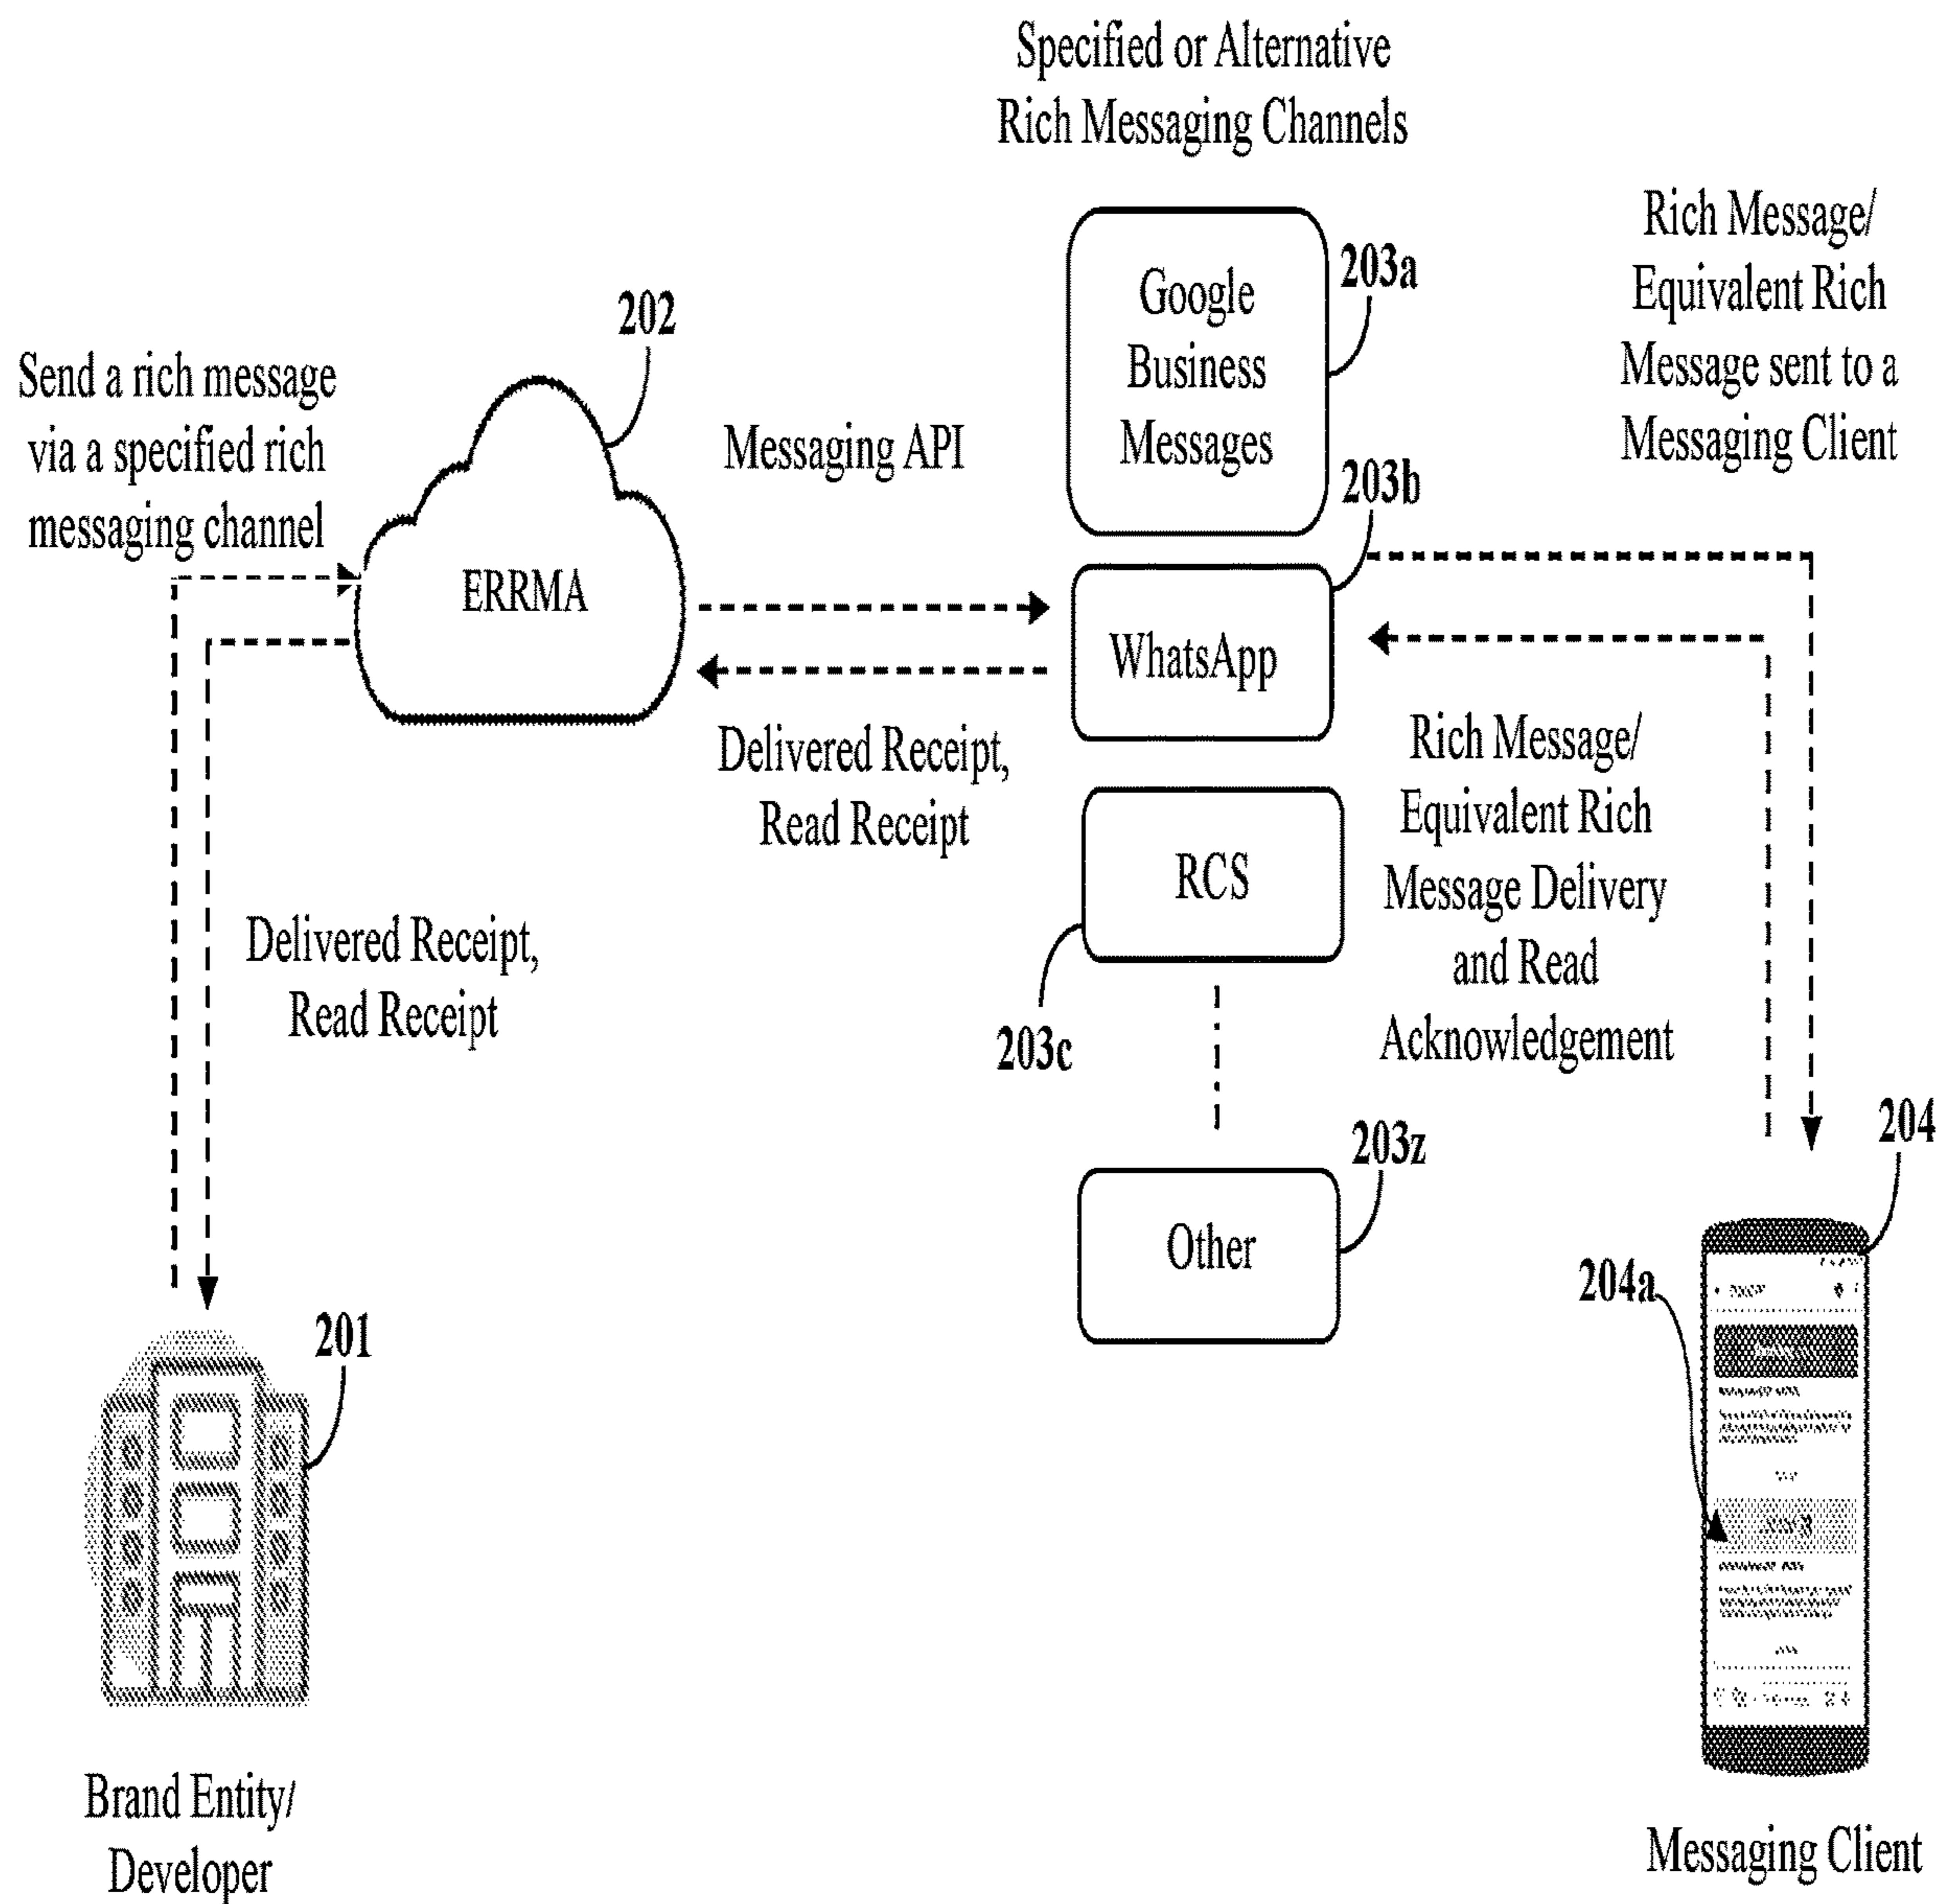 Specified or Alternative
Rich Messaging Channels
Rich Message/
Equivalent Rich
Message sent to a
Messaging Client
203a
Google
Business
Messages
202
Send a rich message
via a specified rich
messaging channel
Messaging API
203b
ERRMA
WhatsApp
Delivered Receipt,
Read Receipt
Rich Message/
Equivalent Rich
Message Delivery
and Read
Acknowledgement
RCS
203c
Delivered Receipt,
Read Receipt
203z
Other
204
204a
201
Brand Entity/
Developer
Messaging Client